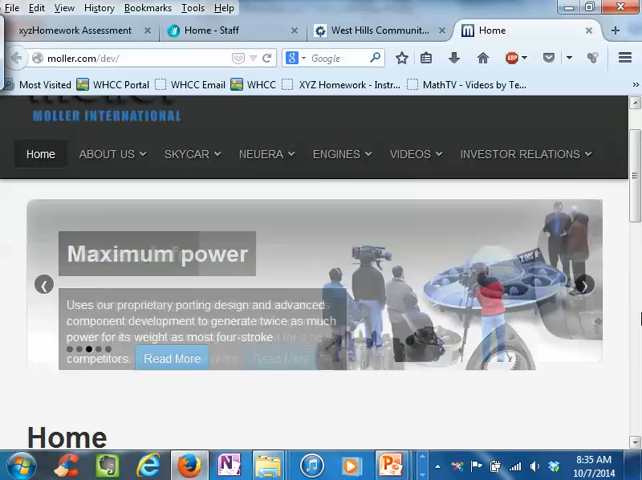 File Edit View History Bookmarks Tools Help
xyzHomework Assessment
Home - Staff
West Hills Communit...
Home
moller.com/dev/
Google
ABP
Most Visited
WHCC Portal
WHCC Email
WHCC
XYZ Homework - Instr...
MathTV - Videos by Te...
MOLLER INTERNATIONAL
Home ABOUT US SKYCAR NEUERA ENGINES VIDEOS INVESTOR RELATIONS
Maximum power
Uses our proprietary porting design and advanced
component development to generate twice as much
power for its weight as most four-stroke
competitors. Read More
Read More
Home
8:35 AM
10/7/2014